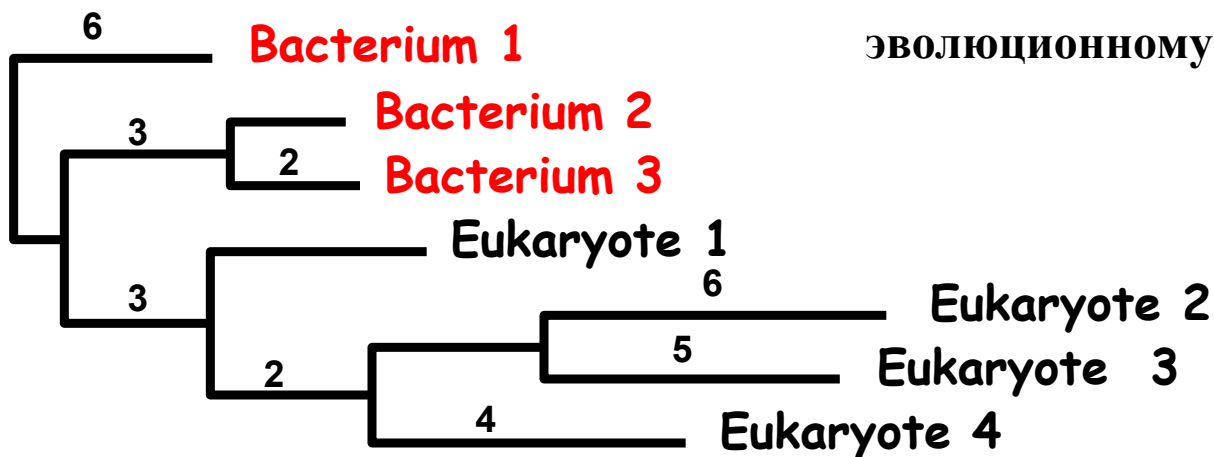 6
Bacterium 1
эволюционному
3
Bacterium 2
2
Bacterium 3
Eukaryote 1
3
6
Eukaryote 2
5
Eukaryote 3
2
4
Eukaryote 4